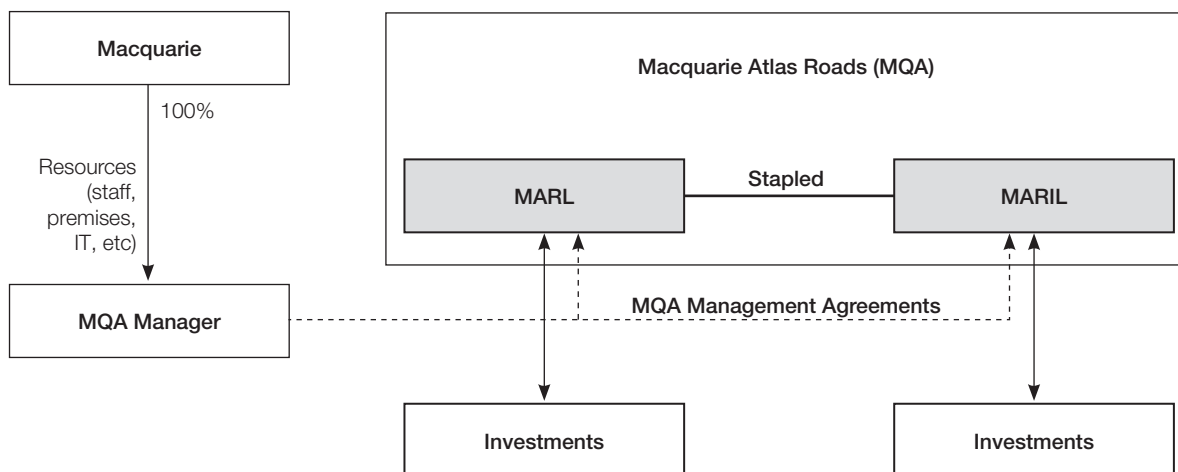 Macquarie
Macquarie Atlas Roads (MQA)
100%
Resources
(staff,
premises,
IT, etc)
MARL
Stapled
MARIL
MQA Manager
MQA Management Agreements
Investments
Investments